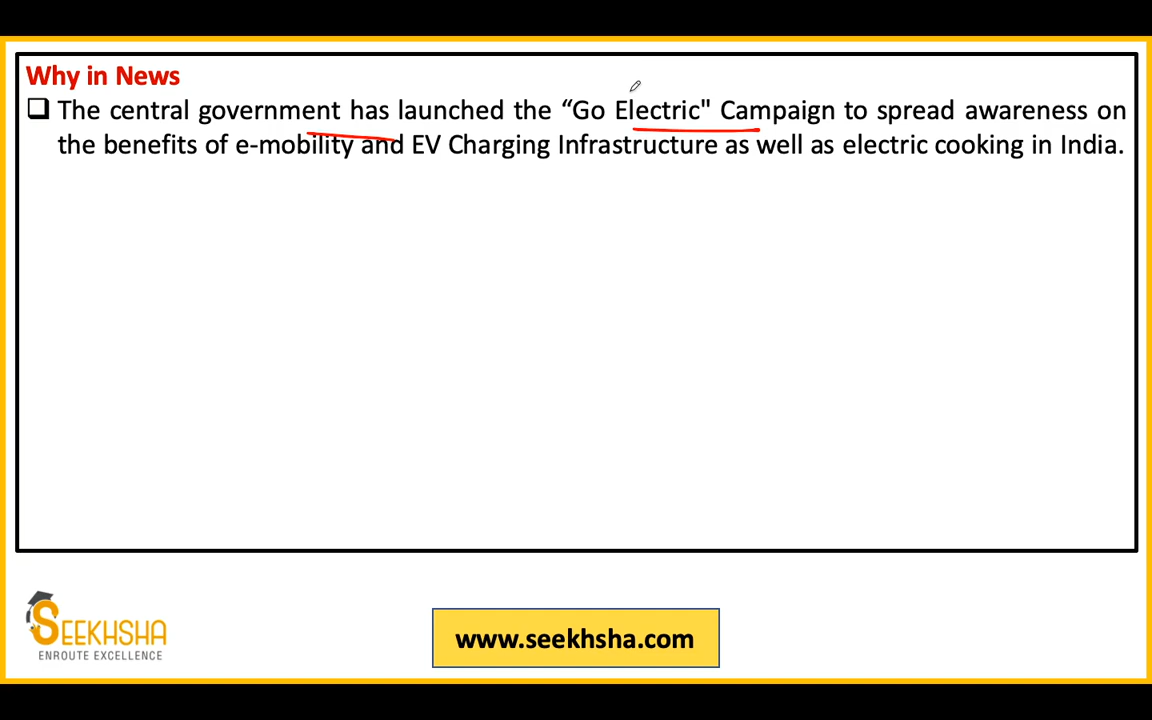 Why in News
❑ The central government has launched the “Go Electric" Campaign to spread awareness on
the benefits of e-mobility and EV Charging Infrastructure as well as electric cooking in India.
SEEKHSHA
ENROUTE EXCELLENCE
www.seekhsha.com